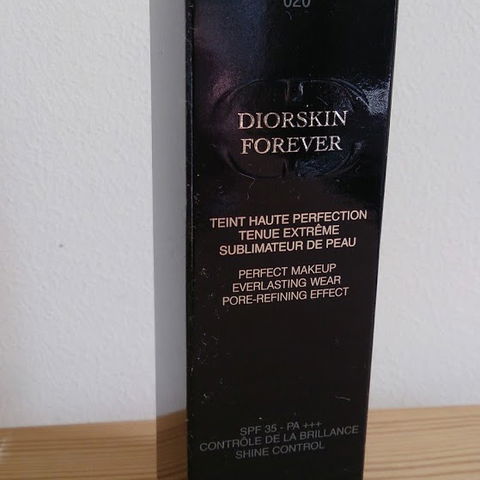 020
DIORSKIN
FOREVER
TEINT HAUTE PERFECTION
TENUE EXTRÊME
SUBLIMATEUR DE PEAU
PERFECT MAKEUP
EVERLASTING WEAR
PORE-REFINING EFFECT
SPF 35 - PA +++
CONTRÔLE DE LA BRILLANCE
SHINE CONTROL